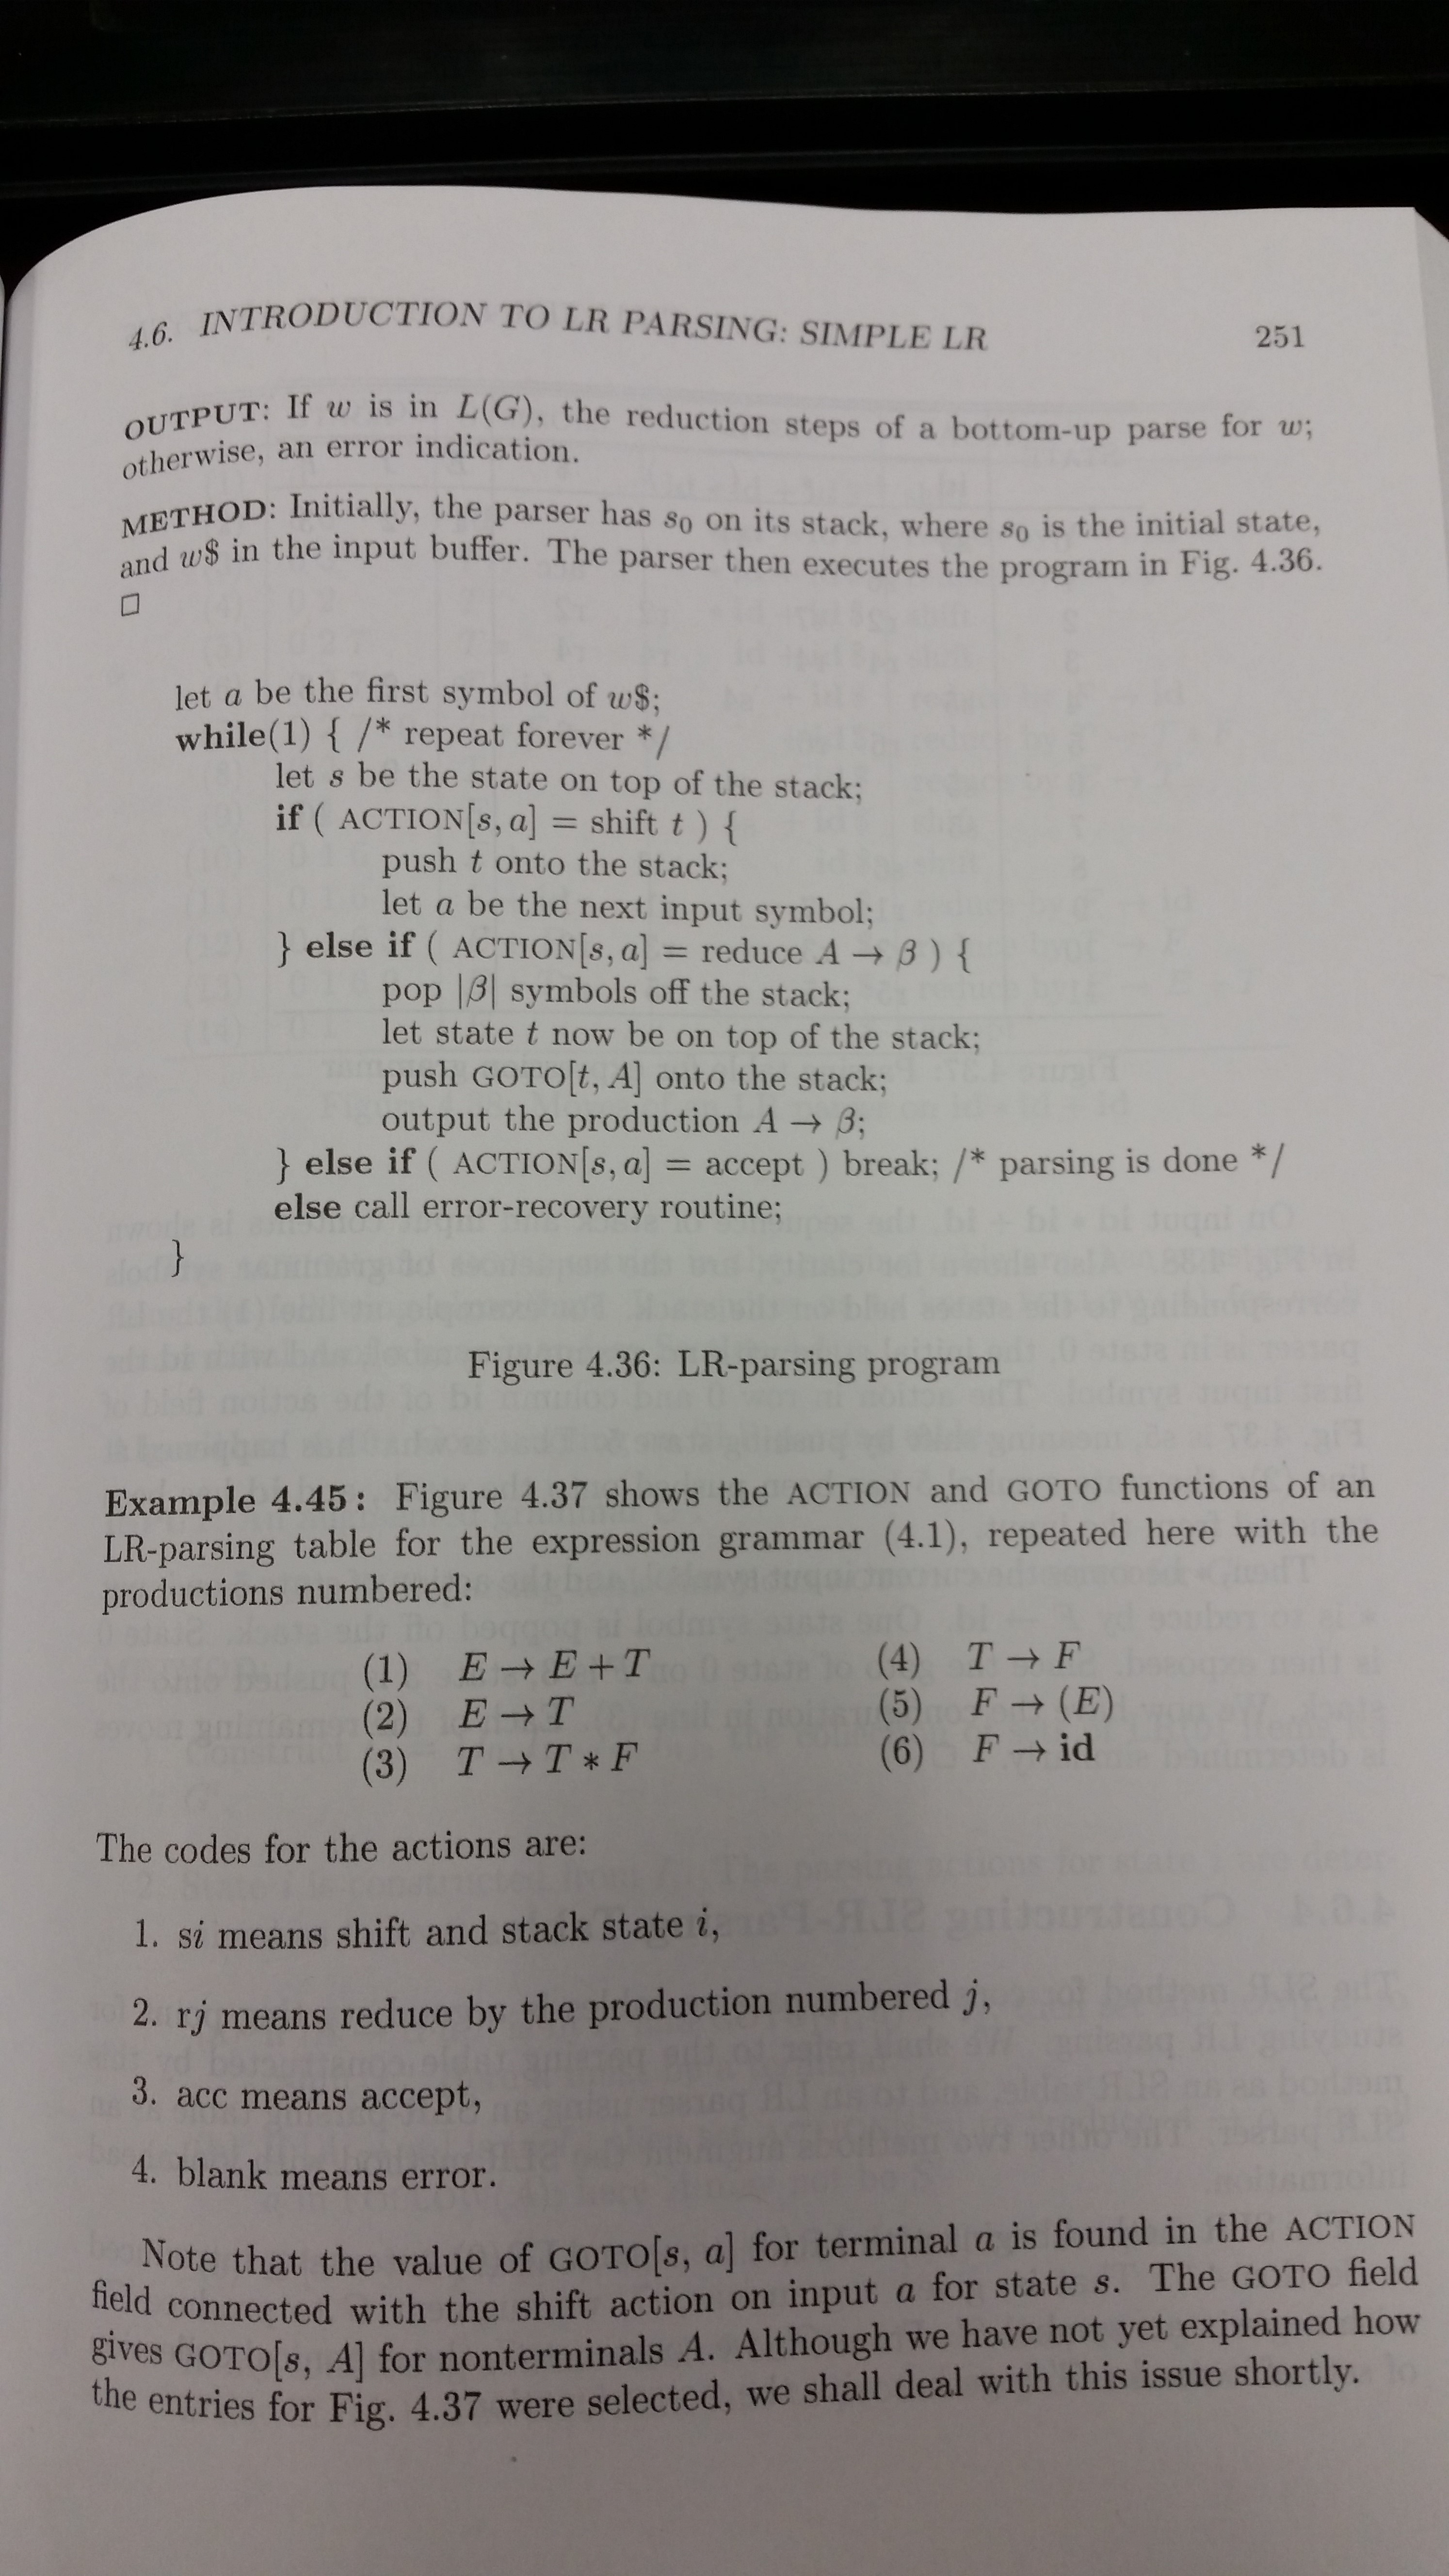 4.6. INTRODUCTION TO LR PARSING: SIMPLE LR 251
OUTPUT: If w is in L(G), the reduction steps of a bottom-up parse for w;
otherwise, an error indication.
METHOD: Initially, the parser has s₀ on its stack, where s₀ is the initial state,
and w$ in the input buffer. The parser then executes the program in Fig. 4.36.
□
let a be the first symbol of w$;
while(1) { /* repeat forever */
let s be the state on top of the stack;
if ( ACTION[s, a] = shift t ) {
push t onto the stack;
let a be the next input symbol;
} else if ( ACTION[s, a] = reduce A → β ) {
pop |β| symbols off the stack;
let state t now be on top of the stack;
push GOTO[t, A] onto the stack;
output the production A → β;
} else if ( ACTION[s, a] = accept ) break; /* parsing is done */
else call error-recovery routine;
}
Figure 4.36: LR-parsing program
Example 4.45: Figure 4.37 shows the ACTION and GOTO functions of an
LR-parsing table for the expression grammar (4.1), repeated here with the
productions numbered:
(1) E → E + T (4) T → F
(2) E → T (5) F → (E)
(3) T → T * F (6) F → id
The codes for the actions are:
1. si means shift and stack state i,
2. rj means reduce by the production numbered j,
3. acc means accept,
4. blank means error.
Note that the value of GOTO[s, a] for terminal a is found in the ACTION
field connected with the shift action on input a for state s. The GOTO field
gives GOTO[s, A] for nonterminals A. Although we have not yet explained how
the entries for Fig. 4.37 were selected, we shall deal with this issue shortly.